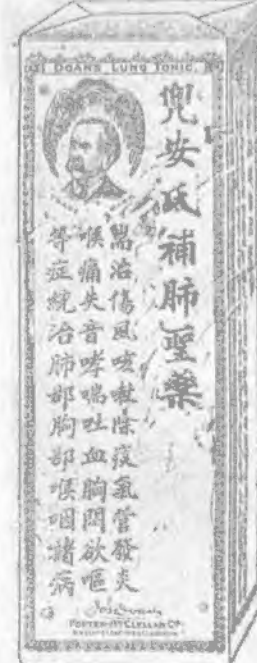 DOAN'S LUNG TONIC.
兜安氏補肺聖藥
治傷風咳嗽除痰氣管發炎
喉痛失音哮喘吐血胸悶欲嘔
等症統治肺部胸部喉咽諸病
FOSTER-MCCLELLAN CO.